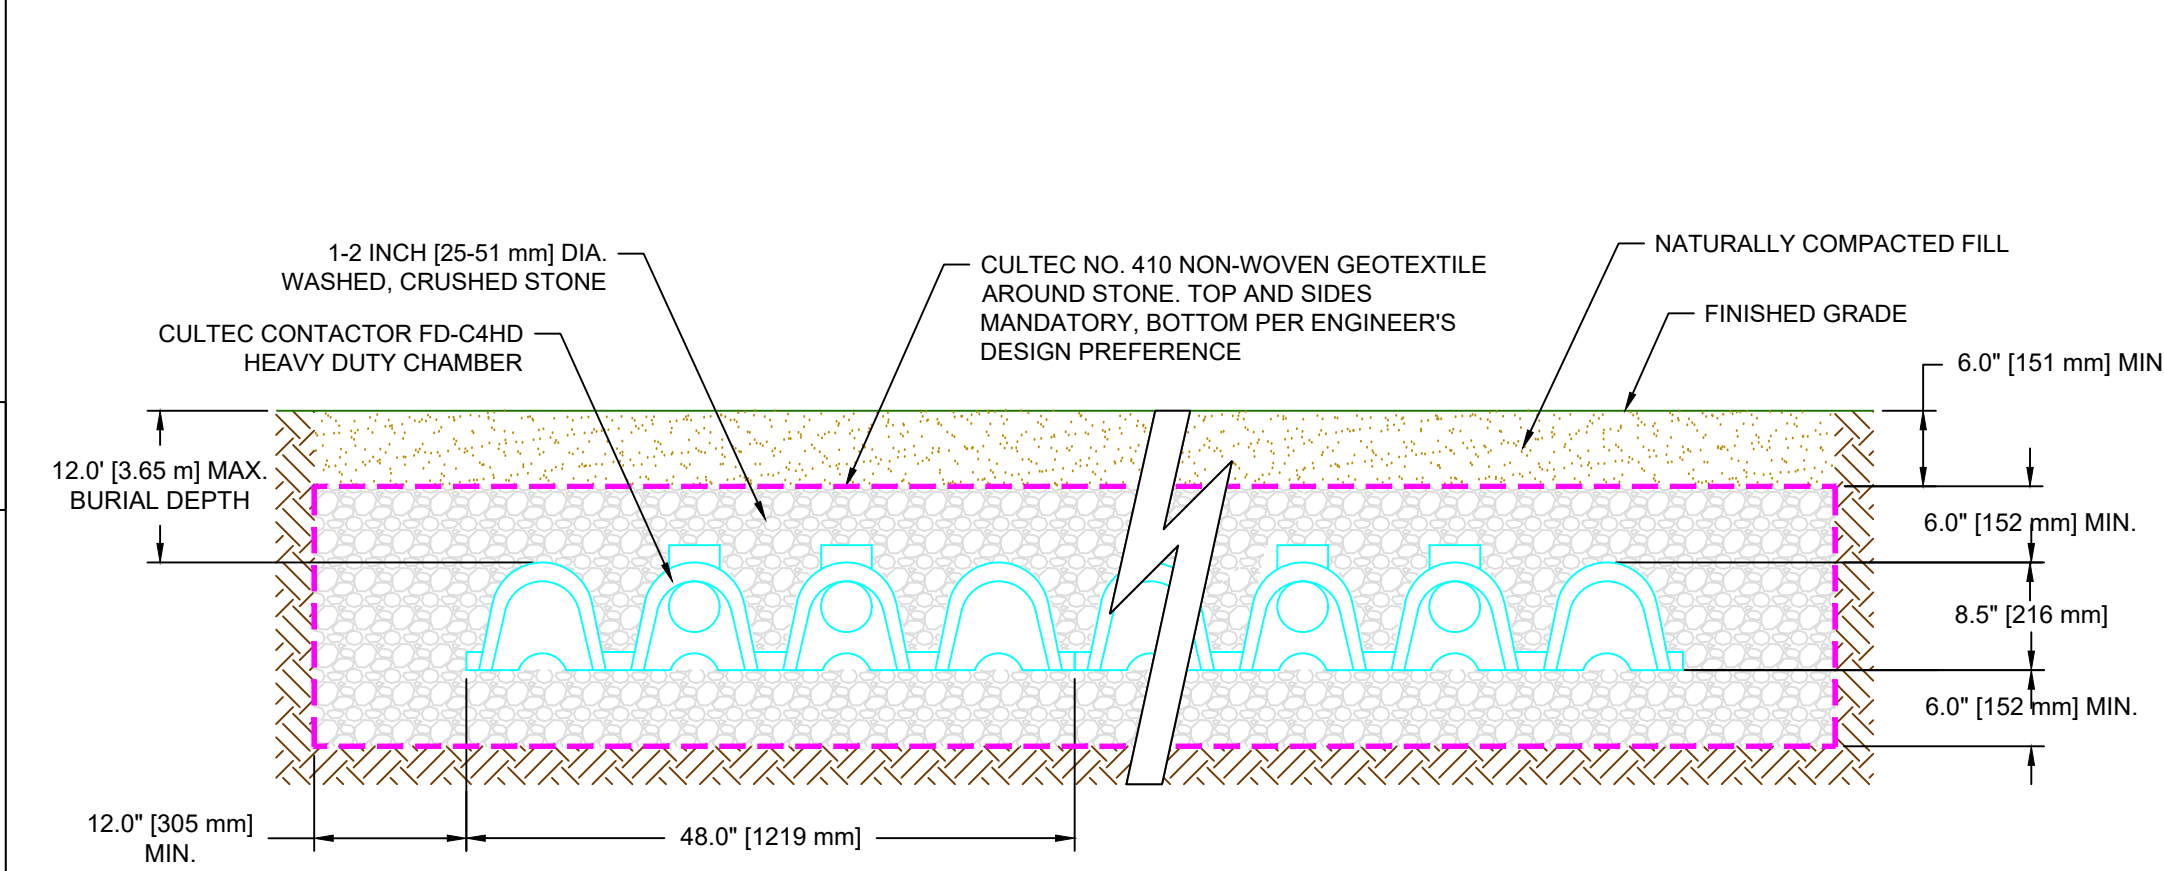 1-2 INCH [25-51 mm] DIA.
WASHED, CRUSHED STONE
CULTEC CONTACTOR FD-C4HD
HEAVY DUTY CHAMBER
CULTEC NO. 410 NON-WOVEN GEOTEXTILE
AROUND STONE. TOP AND SIDES
MANDATORY, BOTTOM PER ENGINEER'S
DESIGN PREFERENCE
NATURALLY COMPACTED FILL
FINISHED GRADE
6.0" [151 mm] MIN
12.0' [3.65 m] MAX.
BURIAL DEPTH
6.0" [152 mm] MIN.
8.5" [216 mm]
6.0" [152 mm] MIN.
12.0" [305 mm]
MIN.
48.0" [1219 mm]